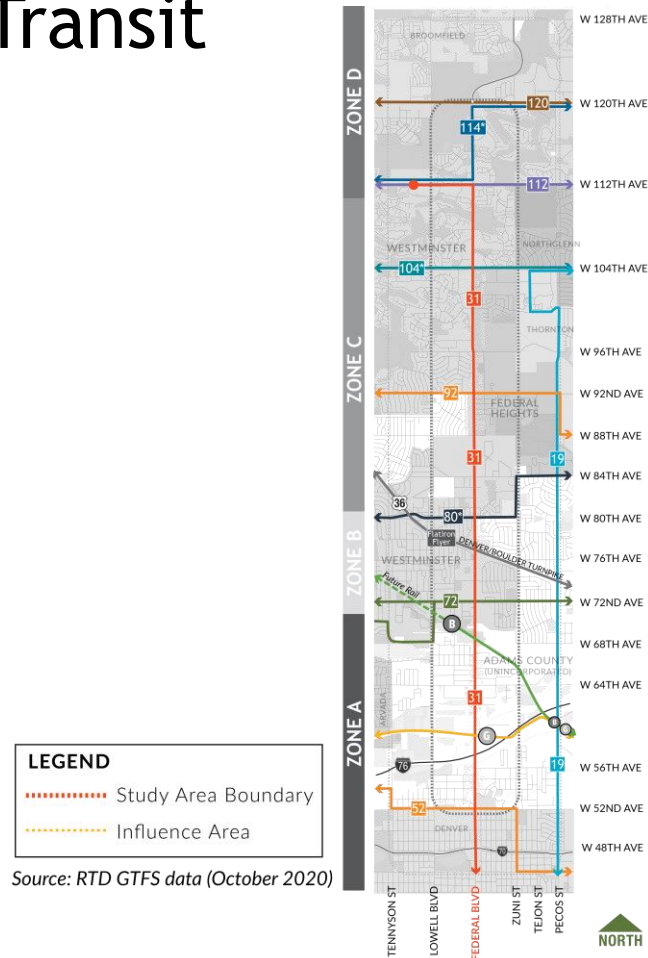 Transit
W 128TH AVE
BROOMFIELD
W 120TH AVE
120
114*
W 112TH AVE
112
ZONE D
WESTMINSTER
NORTHGLENN
W 104TH AVE
104*
31
THORNTON
W 96TH AVE
ZONE C
W 92ND AVE
92
FEDERAL
HEIGHTS
W 88TH AVE
31
19
W 84TH AVE
36
W 80TH AVE
80*
Flatiron
Flyer
DENVER/BOULDER TURNPIKE
W 76TH AVE
WESTMINSTER
ZONE B
Future Rail
W 72ND AVE
72
B
W 68TH AVE
ADAMS COUNTY
(UNINCORPORATED)
W 64TH AVE
31
ARVADA
ZONE A
G
B
G
76
19
W 56TH AVE
52
W 52ND AVE
DENVER
W 48TH AVE
70
TENNYSON ST
LOWELL BLVD
FEDERAL BLVD
ZUNI ST
TEJON ST
PECOS ST
NORTH
LEGEND
Study Area Boundary
Influence Area
Source: RTD GTFS data (October 2020)